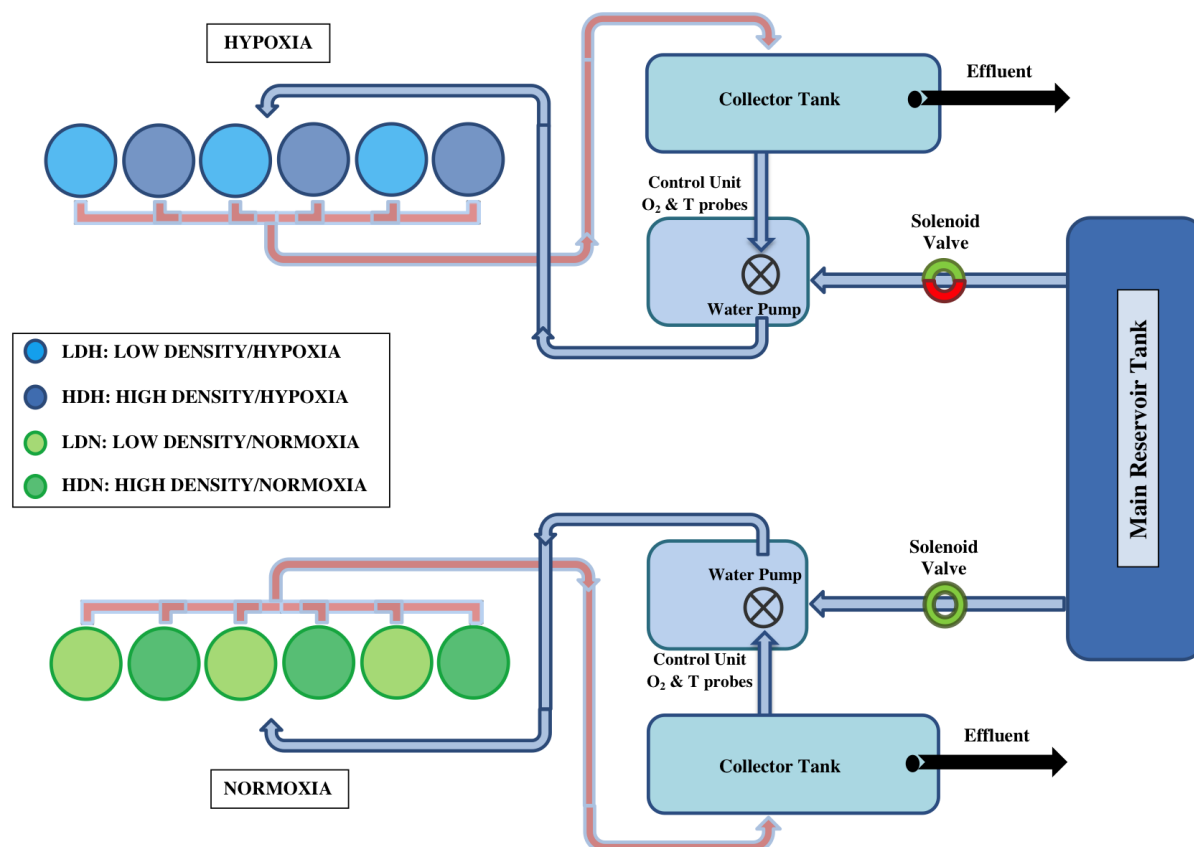 HYPOXIA
Collector Tank
Effluent
Control Unit
O₂ & T probes
Water Pump
Solenoid
Valve
Main Reservoir Tank
LDH: LOW DENSITY/HYPOXIA
HDH: HIGH DENSITY/HYPOXIA
LDN: LOW DENSITY/NORMOXIA
HDN: HIGH DENSITY/NORMOXIA
Water Pump
Solenoid
Valve
Control Unit
O₂ & T probes
Collector Tank
Effluent
NORMOXIA